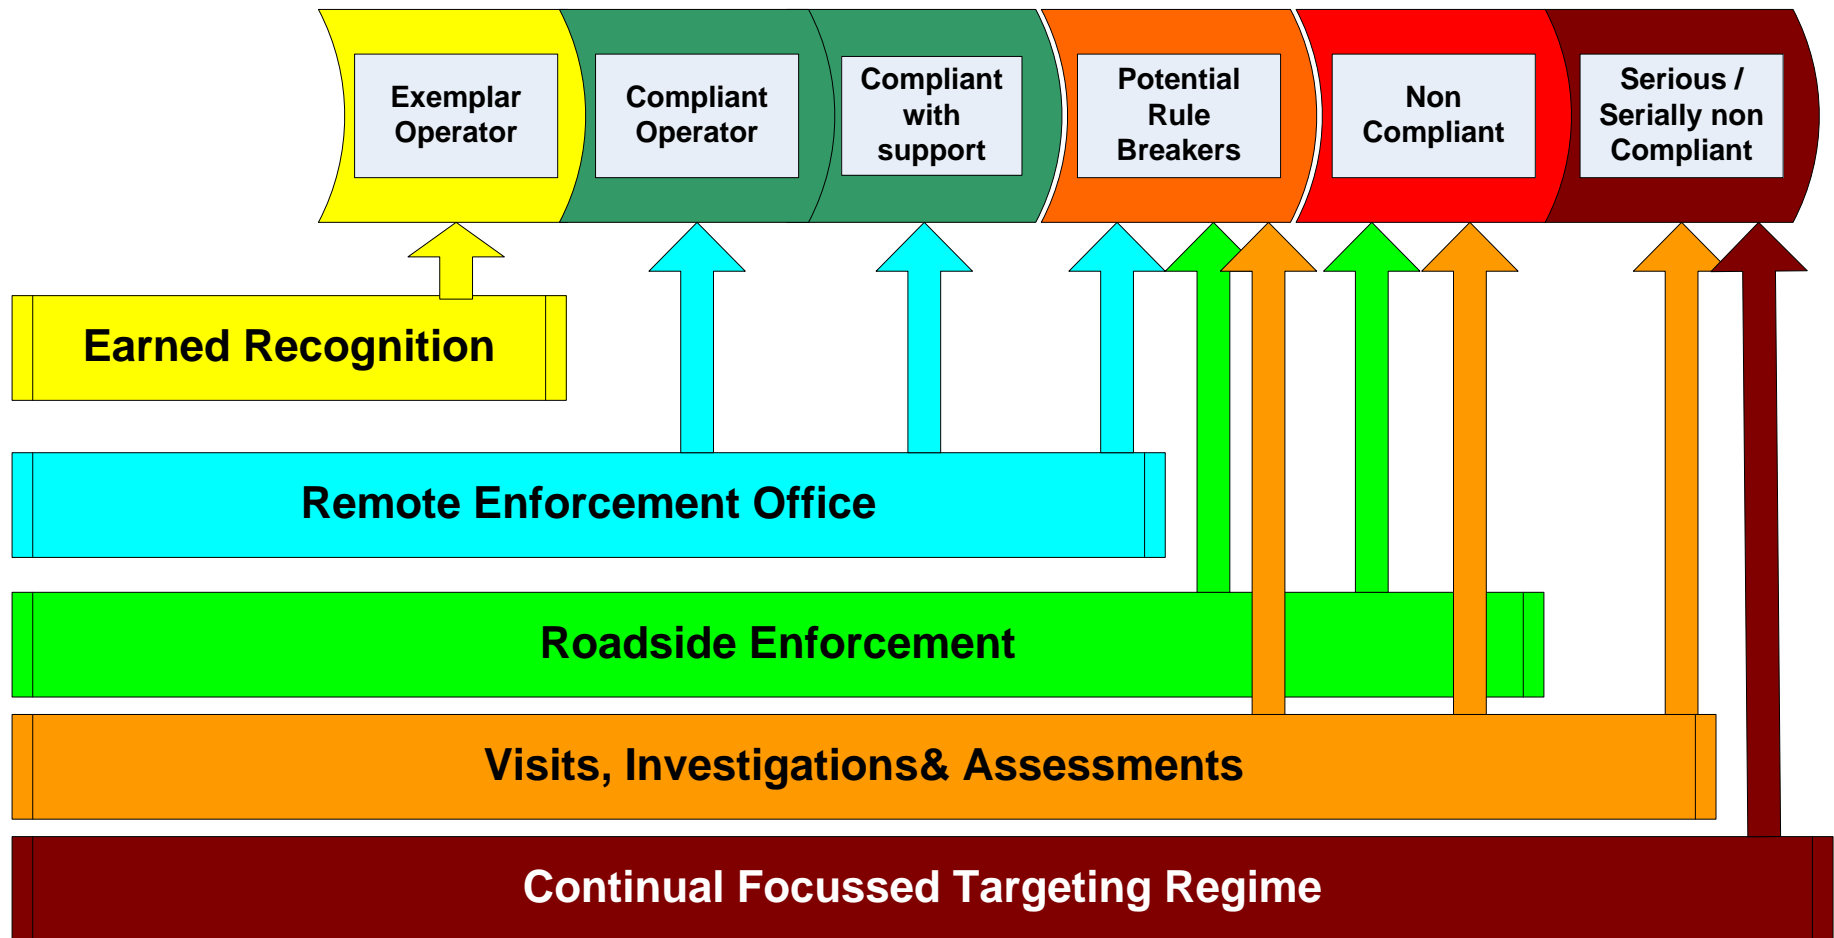 Exemplar
Operator
Compliant
Operator
Compliant
with
support
Potential
Rule
Breakers
Non
Compliant
Serious /
Serially non
Compliant
Earned Recognition
Remote Enforcement Office
Roadside Enforcement
Visits, Investigations& Assessments
Continual Focussed Targeting Regime